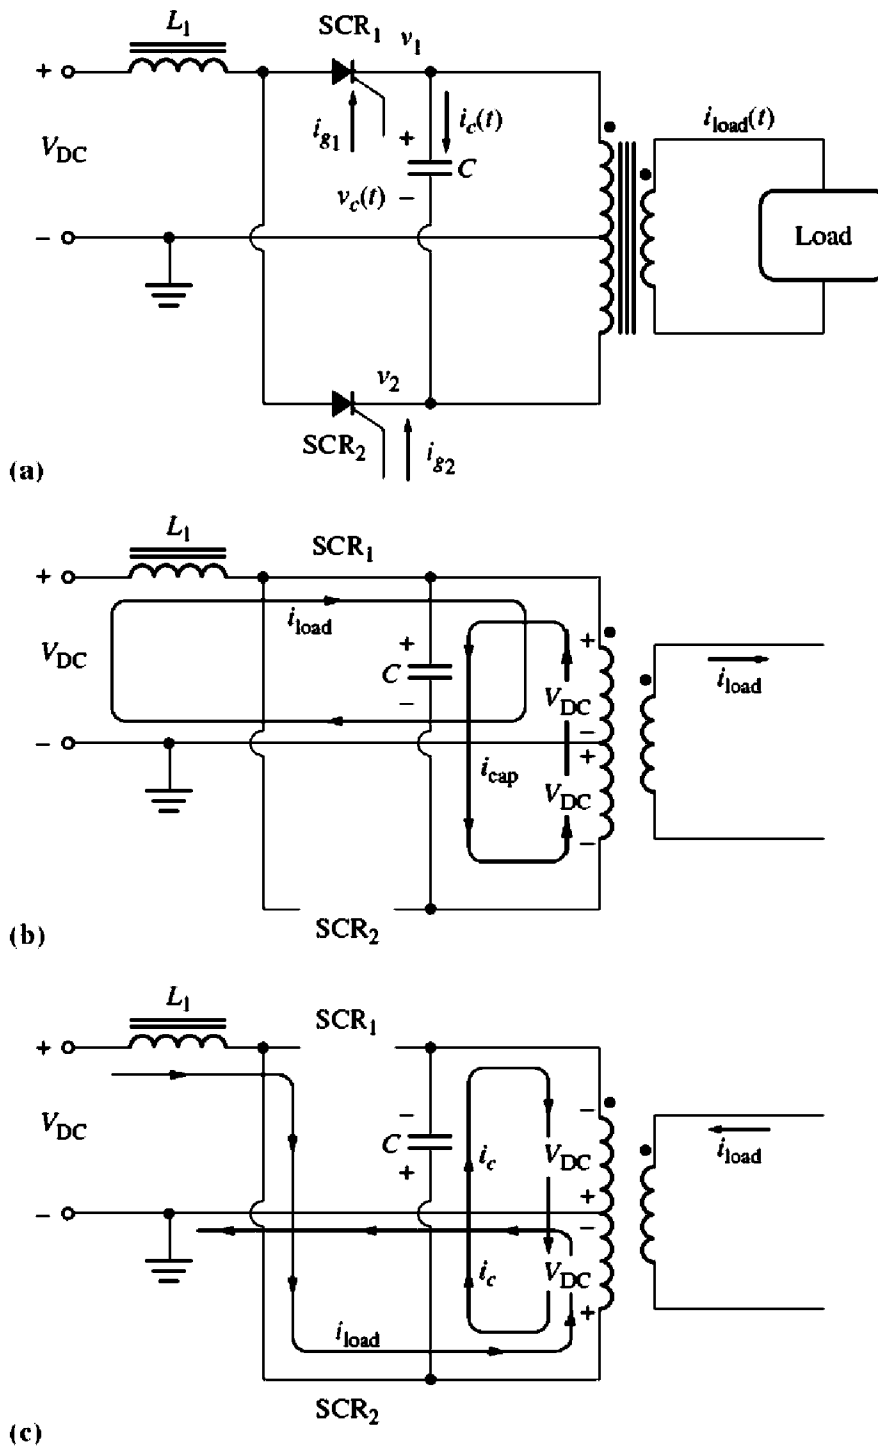 L1
SCR1
v1
+
ig1
+
ic(t)
iload(t)
VDC
vc(t)
C
−
Load
−
v2
SCR2
ig2
(a)
L1
SCR1
+
iload
+
VDC
C
+
−
VDC
iload
−
−
+
icap
VDC
−
SCR2
(b)
L1
SCR1
+
VDC
−
C
+
ic
−
VDC
iload
+
−
−
ic
VDC
iload
+
SCR2
(c)